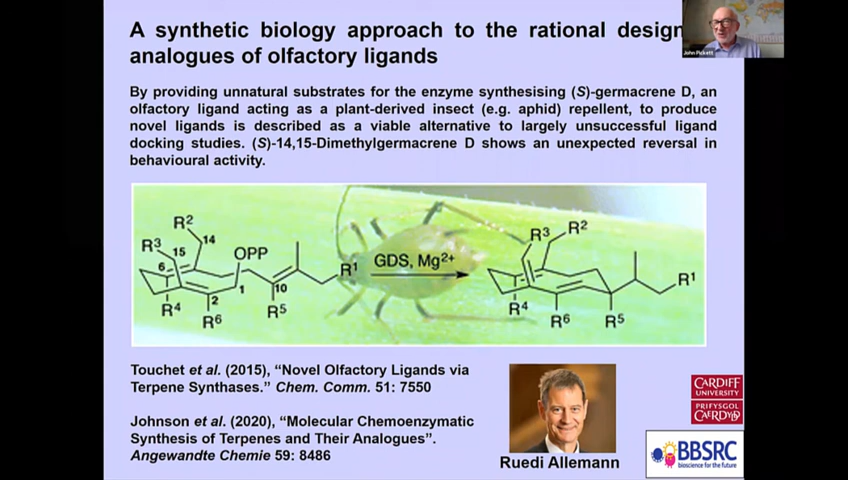 A synthetic biology approach to the rational design
analogues of olfactory ligands
John Pickett
By providing unnatural substrates for the enzyme synthesising (S)-germacrene D, an
olfactory ligand acting as a plant-derived insect (e.g. aphid) repellent, to produce
novel ligands is described as a viable alternative to largely unsuccessful ligand
docking studies. (S)-14,15-Dimethylgermacrene D shows an unexpected reversal in
behavioural activity.
R2
R3
15
14
6
OPP
R1
1
10
2
R4
R5
R6
GDS, Mg2+
R3
R2
R1
R4
R6
R5
Touchet et al. (2015), “Novel Olfactory Ligands via
Terpene Synthases.” Chem. Comm. 51: 7550
Johnson et al. (2020), “Molecular Chemoenzymatic
Synthesis of Terpenes and Their Analogues”.
Angewandte Chemie 59: 8486
Ruedi Allemann
CARDIFF
UNIVERSITY
PRIFYSGOL
CAERDYDD
BBSRC
bioscience for the future